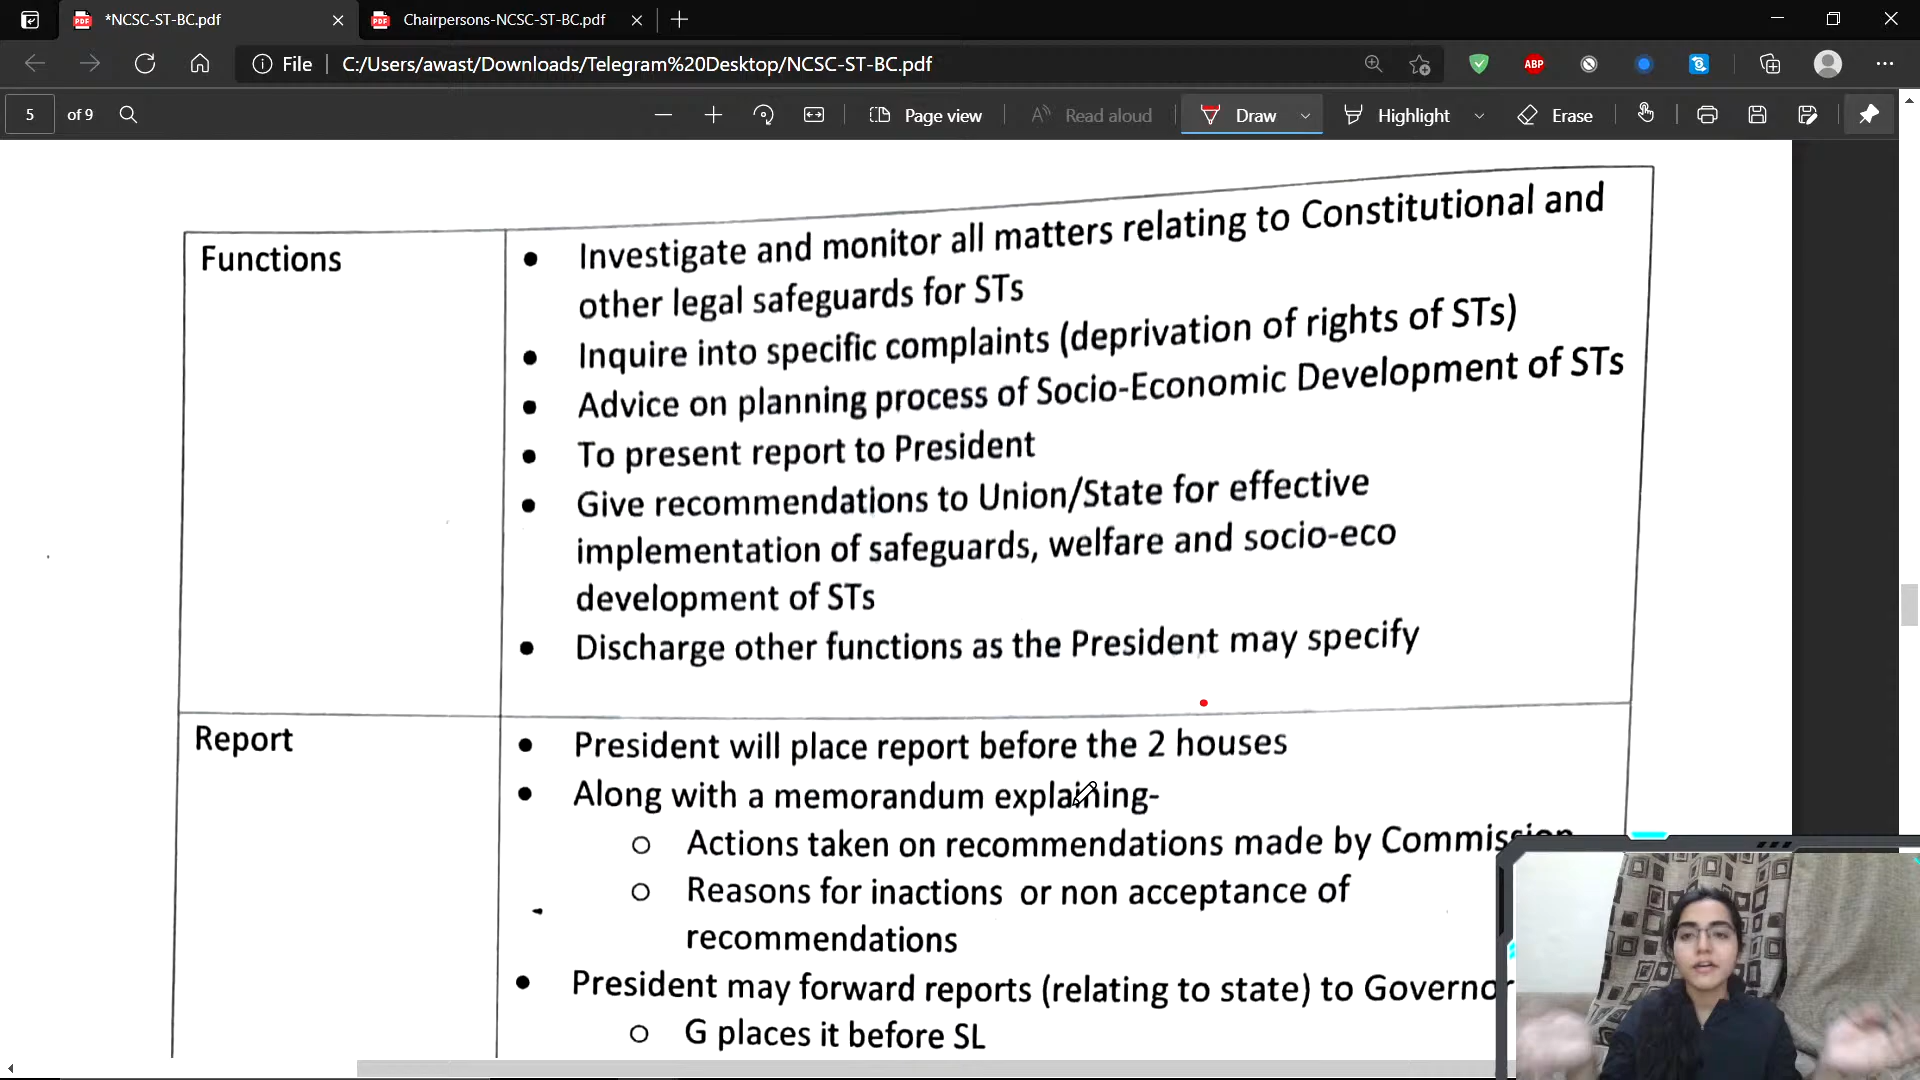 *NCSC-ST-BC.pdf
Chairpersons-NCSC-ST-BC.pdf
File
C:/Users/awast/Downloads/Telegram%20Desktop/NCSC-ST-BC.pdf
ABP
5 of 9
Page view
Read aloud
Draw
Highlight
Erase
Functions
• Investigate and monitor all matters relating to Constitutional and
other legal safeguards for STs
• Inquire into specific complaints (deprivation of rights of STs)
• Advice on planning process of Socio-Economic Development of STs
• To present report to President
• Give recommendations to Union/State for effective
implementation of safeguards, welfare and socio-eco
development of STs
• Discharge other functions as the President may specify
Report
• President will place report before the 2 houses
• Along with a memorandum explaining-
o Actions taken on recommendations made by Commission
o Reasons for inactions or non acceptance of
recommendations
• President may forward reports (relating to state) to Governor
o G places it before SL